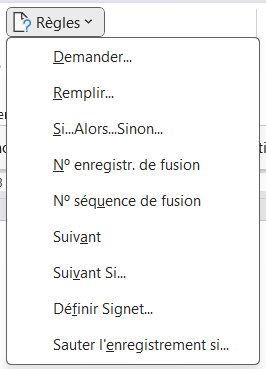 Règles
Demander...
Remplir...
Si...Alors...Sinon...
Nº enregistr. de fusion
Nº séquence de fusion
Suivant
Suivant Si...
Définir Signet...
Sauter l'enregistrement si...